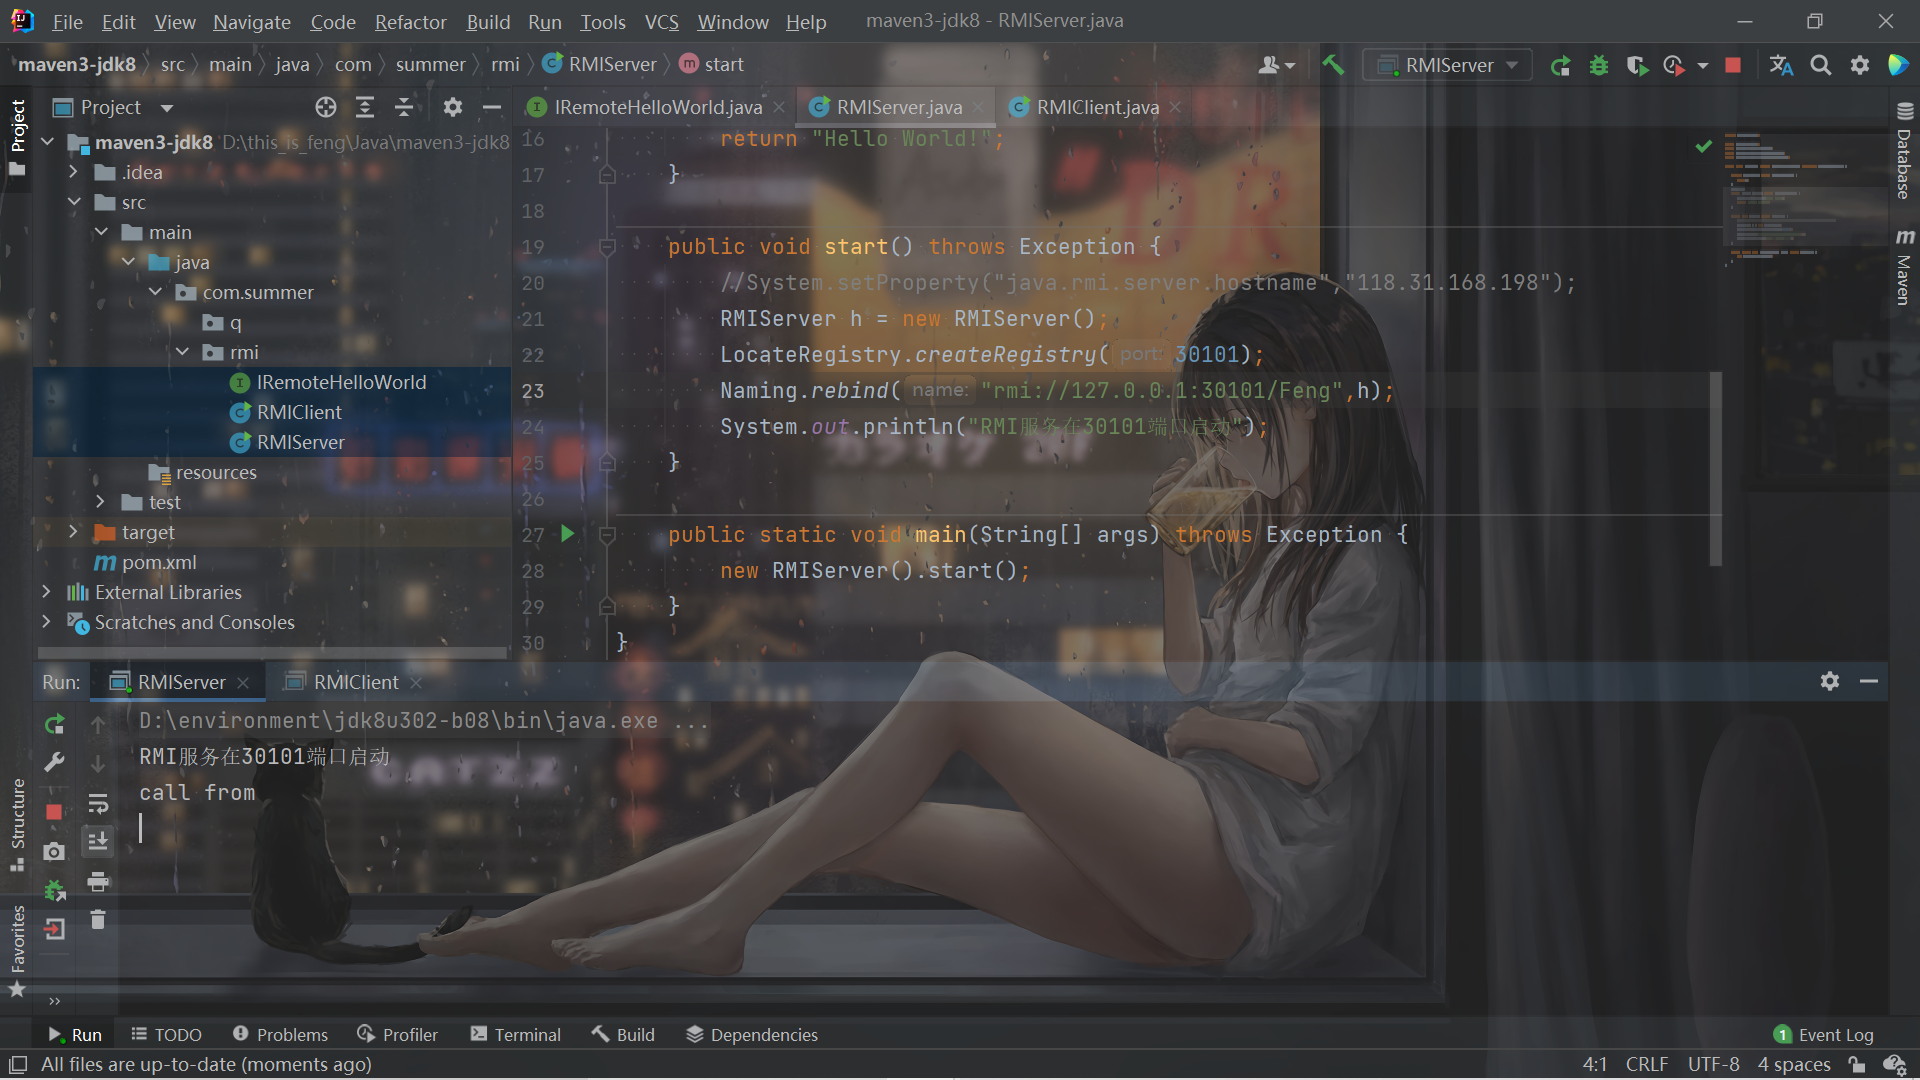 File Edit View Navigate Code Refactor Build Run Tools VCS Window Help maven3-jdk8 - RMIServer.java
maven3-jdk8 src main java com summer rmi RMIServer start RMIServer
Project
Project
IRemoteHelloWorld.java RMIServer.java RMIClient.java
maven3-jdk8 D:\this_is_feng\Java\maven3-jdk8
.idea
src
main
java
com.summer
q
rmi
IRemoteHelloWorld
RMIClient
RMIServer
resources
test
target
pom.xml
External Libraries
Scratches and Consoles
16 return "Hello World!";
17 }
18
19 public void start() throws Exception {
20 //System.setProperty("java.rmi.server.hostname","118.31.168.198");
21 RMIServer h = new RMIServer();
22 LocateRegistry.createRegistry( port: 30101);
23 Naming.rebind( name: "rmi://127.0.0.1:30101/Feng",h);
24 System.out.println("RMI服务在30101端口启动");
25 }
26
27 public static void main(String[] args) throws Exception {
28 new RMIServer().start();
29 }
30 }
Database
Maven
Run: RMIServer RMIClient
D:\environment\jdk8u302-b08\bin\java.exe ...
RMI服务在30101端口启动
call from
Structure
Favorites
Run TODO Problems Profiler Terminal Build Dependencies 1 Event Log
All files are up-to-date (moments ago) 4:1 CRLF UTF-8 4 spaces